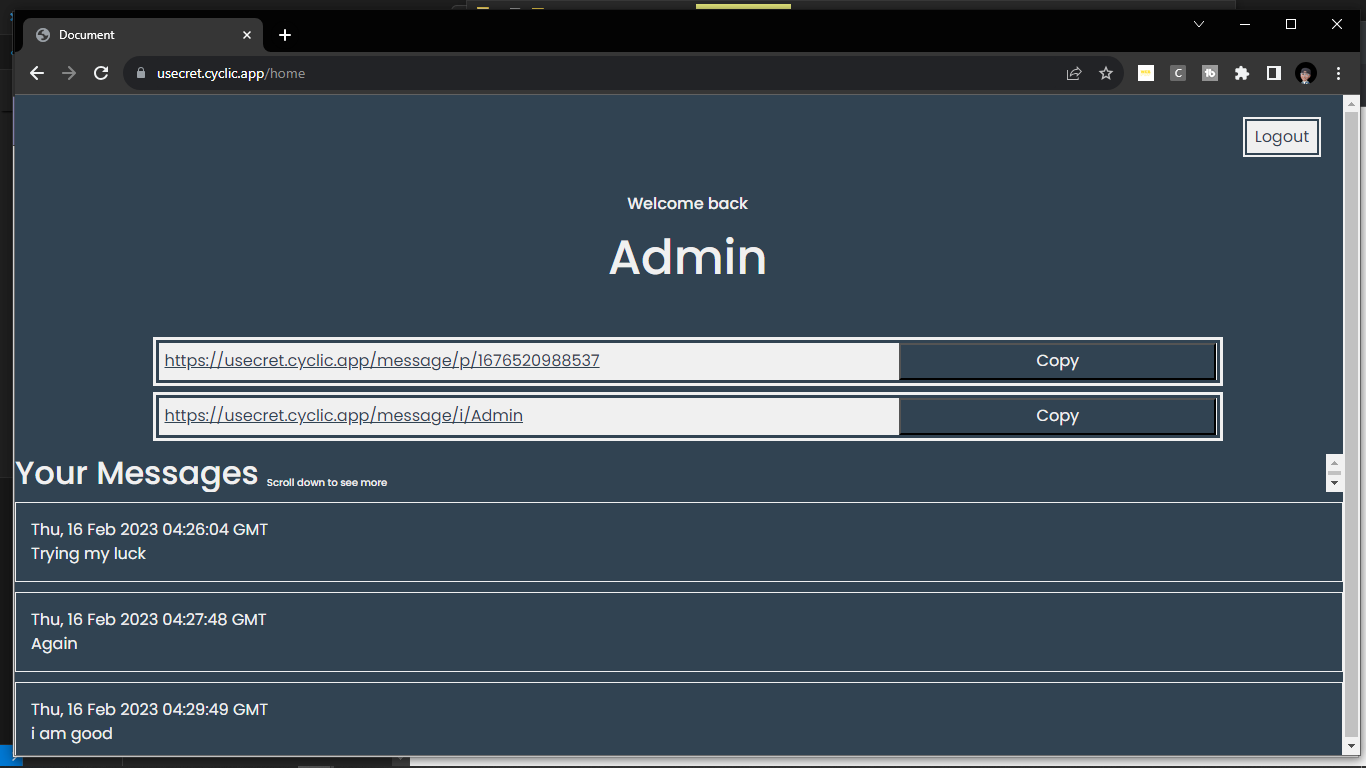 Document
usecret.cyclic.app/home
Logout
Welcome back
Admin
https://usecret.cyclic.app/message/p/1676520988537
Copy
https://usecret.cyclic.app/message/i/Admin
Copy
Your Messages Scroll down to see more
Thu, 16 Feb 2023 04:26:04 GMT
Trying my luck
Thu, 16 Feb 2023 04:27:48 GMT
Again
Thu, 16 Feb 2023 04:29:49 GMT
i am good